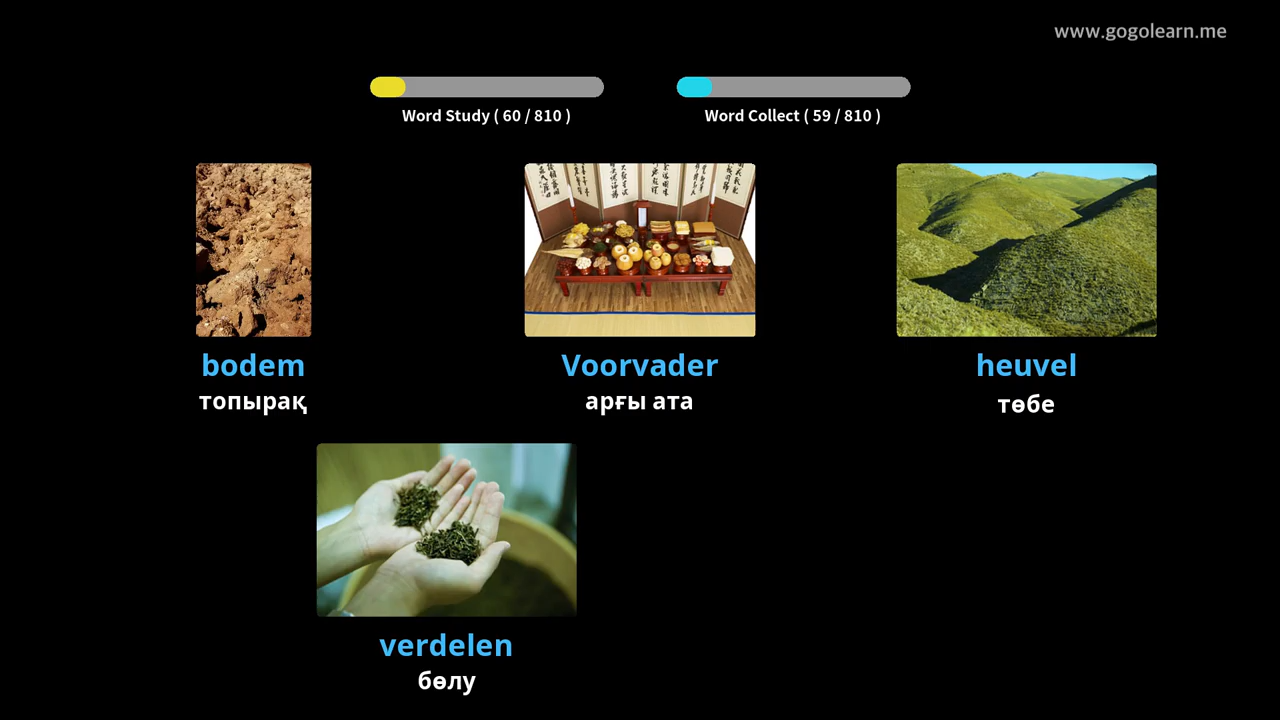 www.gogolearn.me
Word Study ( 60 / 810 )
Word Collect ( 59 / 810 )
bodem
топырақ
Voorvader
арғы ата
heuvel
төбе
verdelen
бөлу